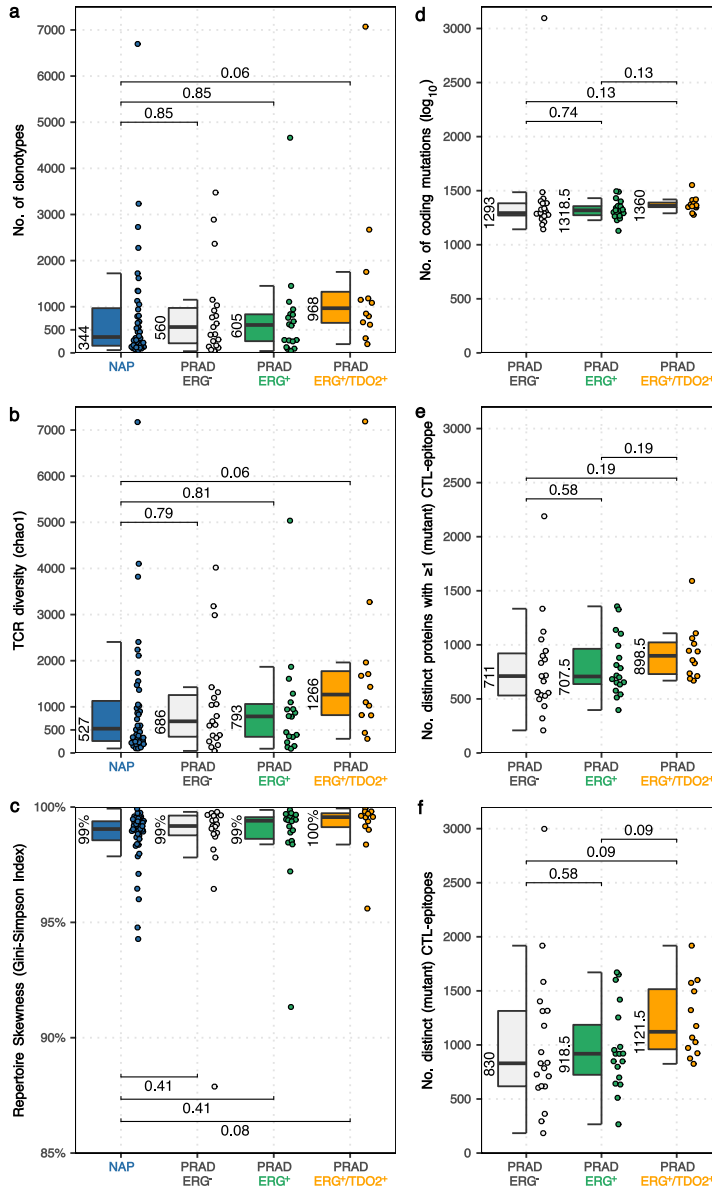 a
No. of clonotypes
7000
6000
5000
4000
3000
2000
1000
500
0
0.06
0.85
0.85
344
560
605
968
NAP
PRAD
ERG⁻
PRAD
ERG⁺
PRAD
ERG⁺/TDO2⁺
b
TCR diversity (chao1)
7000
6000
5000
4000
3000
2000
1000
500
0
0.06
0.81
0.79
527
686
793
1266
NAP
PRAD
ERG⁻
PRAD
ERG⁺
PRAD
ERG⁺/TDO2⁺
c
Repertoire Skewness (Gini-Simpson Index)
100%
95%
90%
85%
99%
99%
99%
100%
0.41
0.41
0.08
NAP
PRAD
ERG⁻
PRAD
ERG⁺
PRAD
ERG⁺/TDO2⁺
d
No. of coding mutations (log₁₀)
3000
2500
2000
1500
1000
500
0
0.13
0.13
0.74
1293
1318.5
1360
PRAD
ERG⁻
PRAD
ERG⁺
PRAD
ERG⁺/TDO2⁺
e
No. distinct proteins with ≥1 (mutant) CTL-epitope
3000
2500
2000
1500
1000
500
0
0.19
0.19
0.58
711
707.5
898.5
PRAD
ERG⁻
PRAD
ERG⁺
PRAD
ERG⁺/TDO2⁺
f
No. distinct (mutant) CTL-epitopes
3000
2500
2000
1500
1000
500
0
0.09
0.09
0.58
830
918.5
1121.5
PRAD
ERG⁻
PRAD
ERG⁺
PRAD
ERG⁺/TDO2⁺